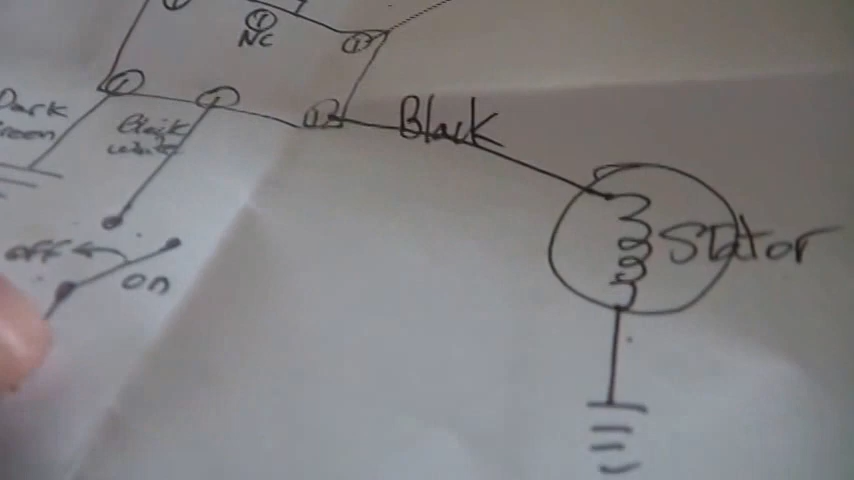 NC
Dark
Green
Black
white
Black
Stator
off
on